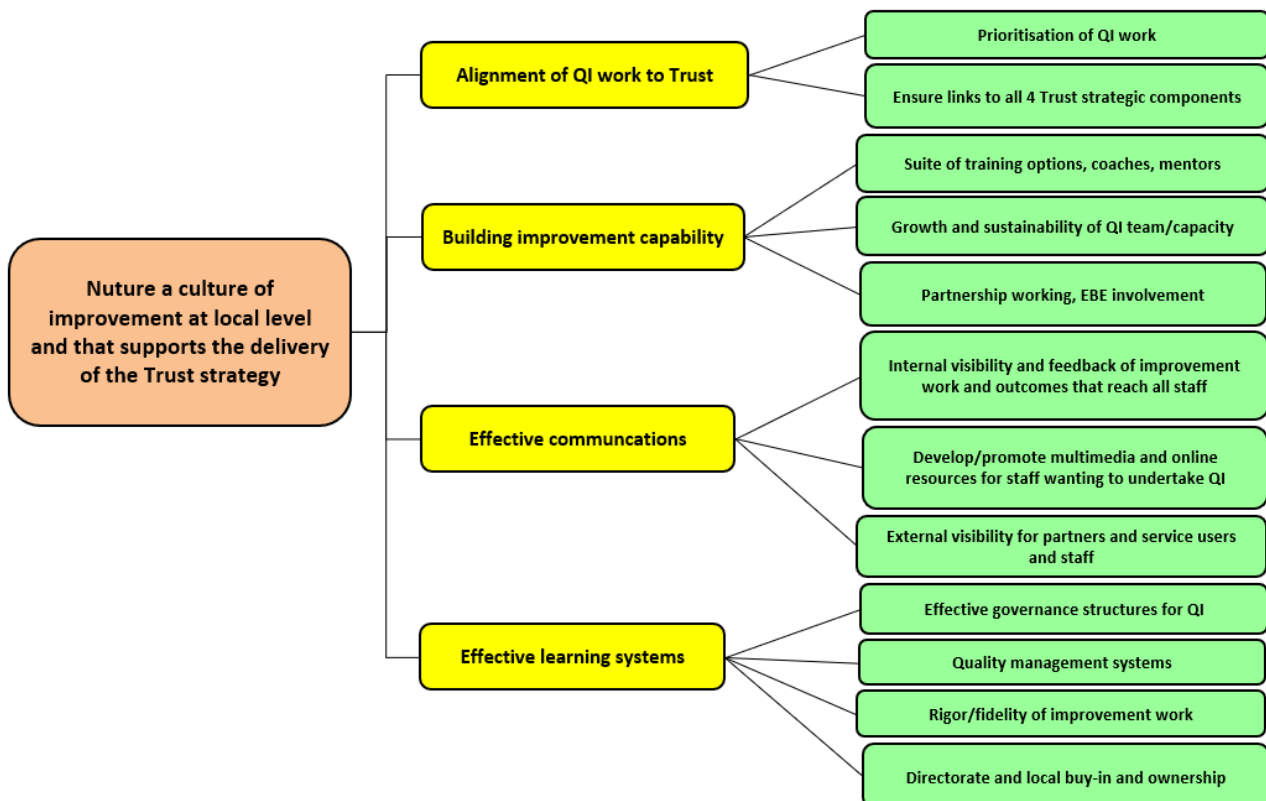 Prioritisation of QI work
Alignment of QI work to Trust
Ensure links to all 4 Trust strategic components
Suite of training options, coaches, mentors
Building improvement capability
Growth and sustainability of QI team/capacity
Partnership working, EBE involvement
Nuture a culture of
improvement at local level
and that supports the delivery
of the Trust strategy
Internal visibility and feedback of improvement
work and outcomes that reach all staff
Effective communcations
Develop/promote multimedia and online
resources for staff wanting to undertake QI
External visibility for partners and service users
and staff
Effective governance structures for QI
Effective learning systems
Quality management systems
Rigor/fidelity of improvement work
Directorate and local buy-in and ownership